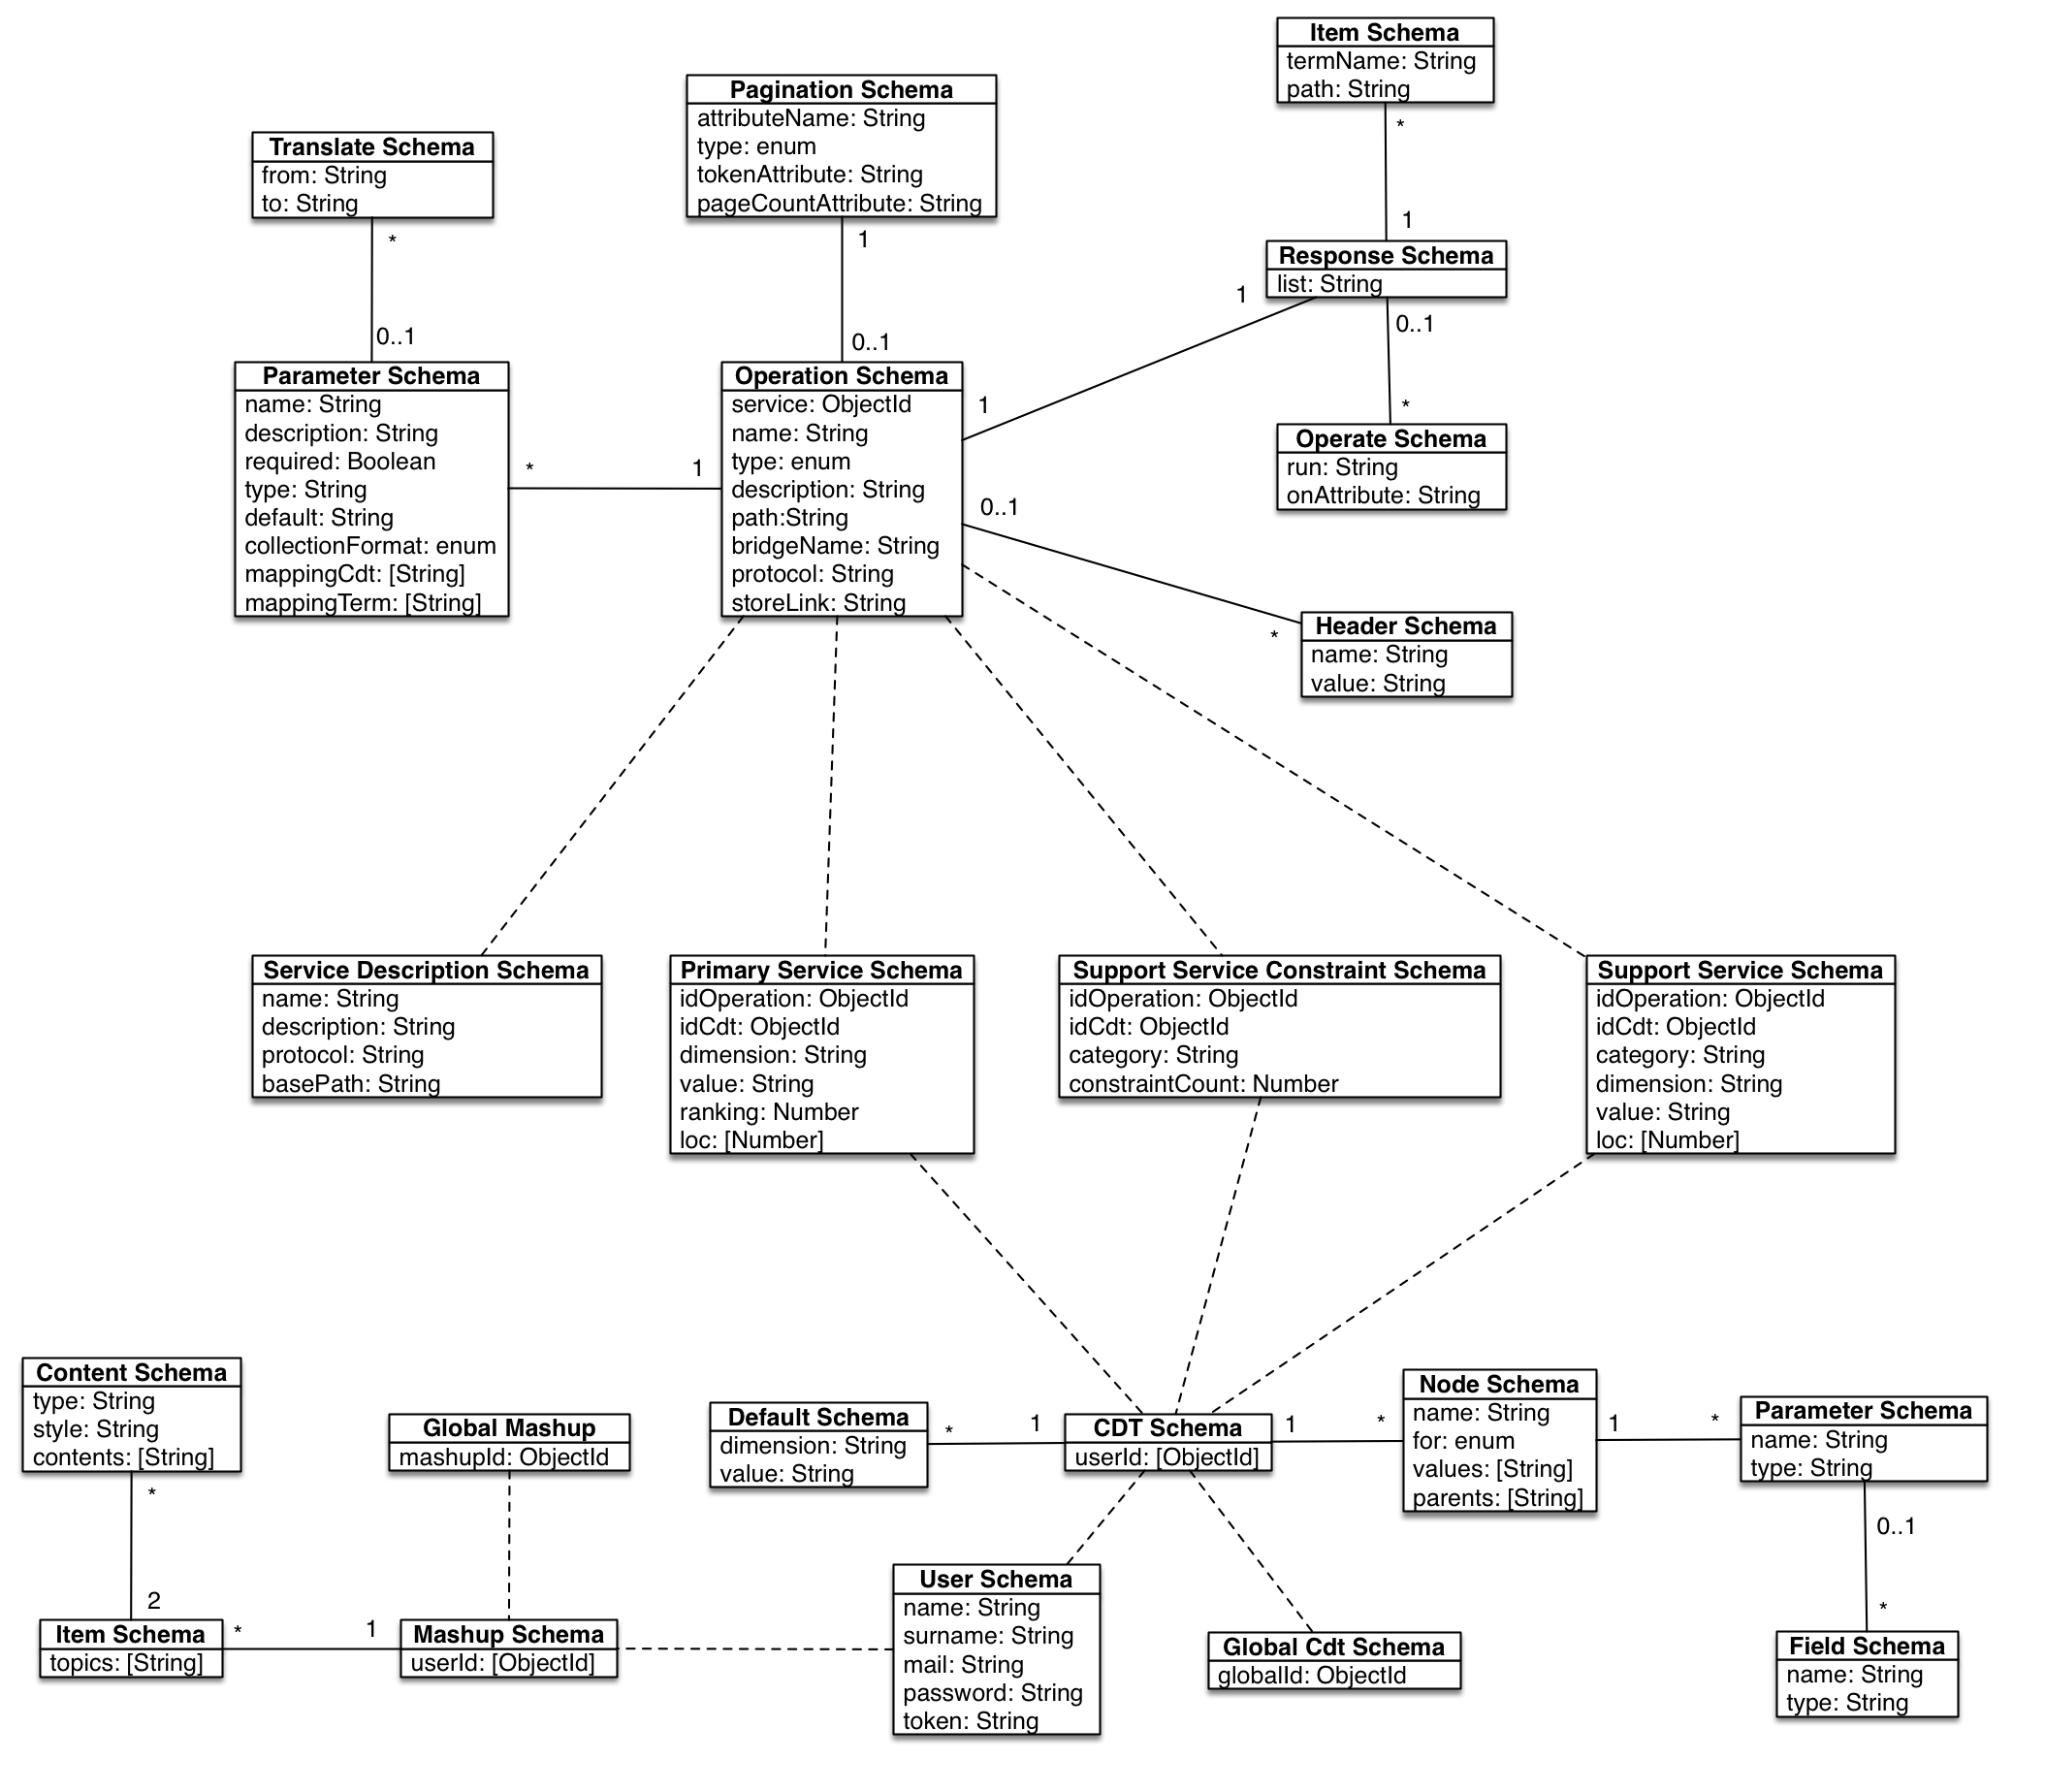 Item Schema
termName: String
path: String
*
1
Pagination Schema
attributeName: String
type: enum
tokenAttribute: String
pageCountAttribute: String
1
0..1
Translate Schema
from: String
to: String
*
0..1
Response Schema
list: String
1
1
0..1
*
Parameter Schema
name: String
description: String
required: Boolean
type: String
default: String
collectionFormat: enum
mappingCdt: [String]
mappingTerm: [String]
*
1
Operation Schema
service: ObjectId
name: String
type: enum
description: String
path:String
bridgeName: String
protocol: String
storeLink: String
Operate Schema
run: String
onAttribute: String
0..1
*
Header Schema
name: String
value: String
Service Description Schema
name: String
description: String
protocol: String
basePath: String
Primary Service Schema
idOperation: ObjectId
idCdt: ObjectId
dimension: String
value: String
ranking: Number
loc: [Number]
Support Service Constraint Schema
idOperation: ObjectId
idCdt: ObjectId
category: String
constraintCount: Number
Support Service Schema
idOperation: ObjectId
idCdt: ObjectId
category: String
dimension: String
value: String
loc: [Number]
Content Schema
type: String
style: String
contents: [String]
*
2
Global Mashup
mashupId: ObjectId
Default Schema
dimension: String
value: String
*
1
CDT Schema
userId: [ObjectId]
1
*
Node Schema
name: String
for: enum
values: [String]
parents: [String]
1
*
Parameter Schema
name: String
type: String
0..1
*
Item Schema
topics: [String]
*
1
Mashup Schema
userId: [ObjectId]
User Schema
name: String
surname: String
mail: String
password: String
token: String
Global Cdt Schema
globalId: ObjectId
Field Schema
name: String
type: String